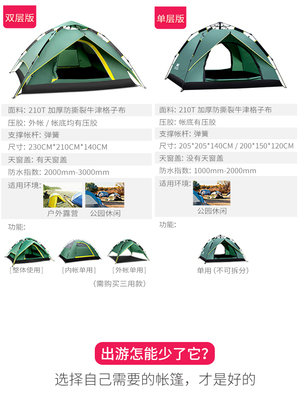 双层版
单层版
面料: 210T 加厚防撕裂牛津格子布
压胶: 外帐 / 帐底均有压胶
支撑帐杆: 弹簧
尺寸: 230CM*210CM*140CM
天窗盖: 有天窗盖
防水指数: 2000mm-3000mm
适用环境:
户外露营
公园休闲
功能:
[整体使用]
[内帐单用]
[外帐单用]
(需购买三用款)
面料: 210T 加厚防撕裂牛津格子布
压胶: 帐底有压胶
支撑帐杆: 弹簧
尺寸: 205*205*140CM / 200*150*120CM
天窗盖: 没有天窗盖
防水指数: 1000mm-2000mm
适用环境:
公园休闲
功能:
单用 (不可拆分)
出游怎能少了它?
选择自己需要的帐篷，才是好的